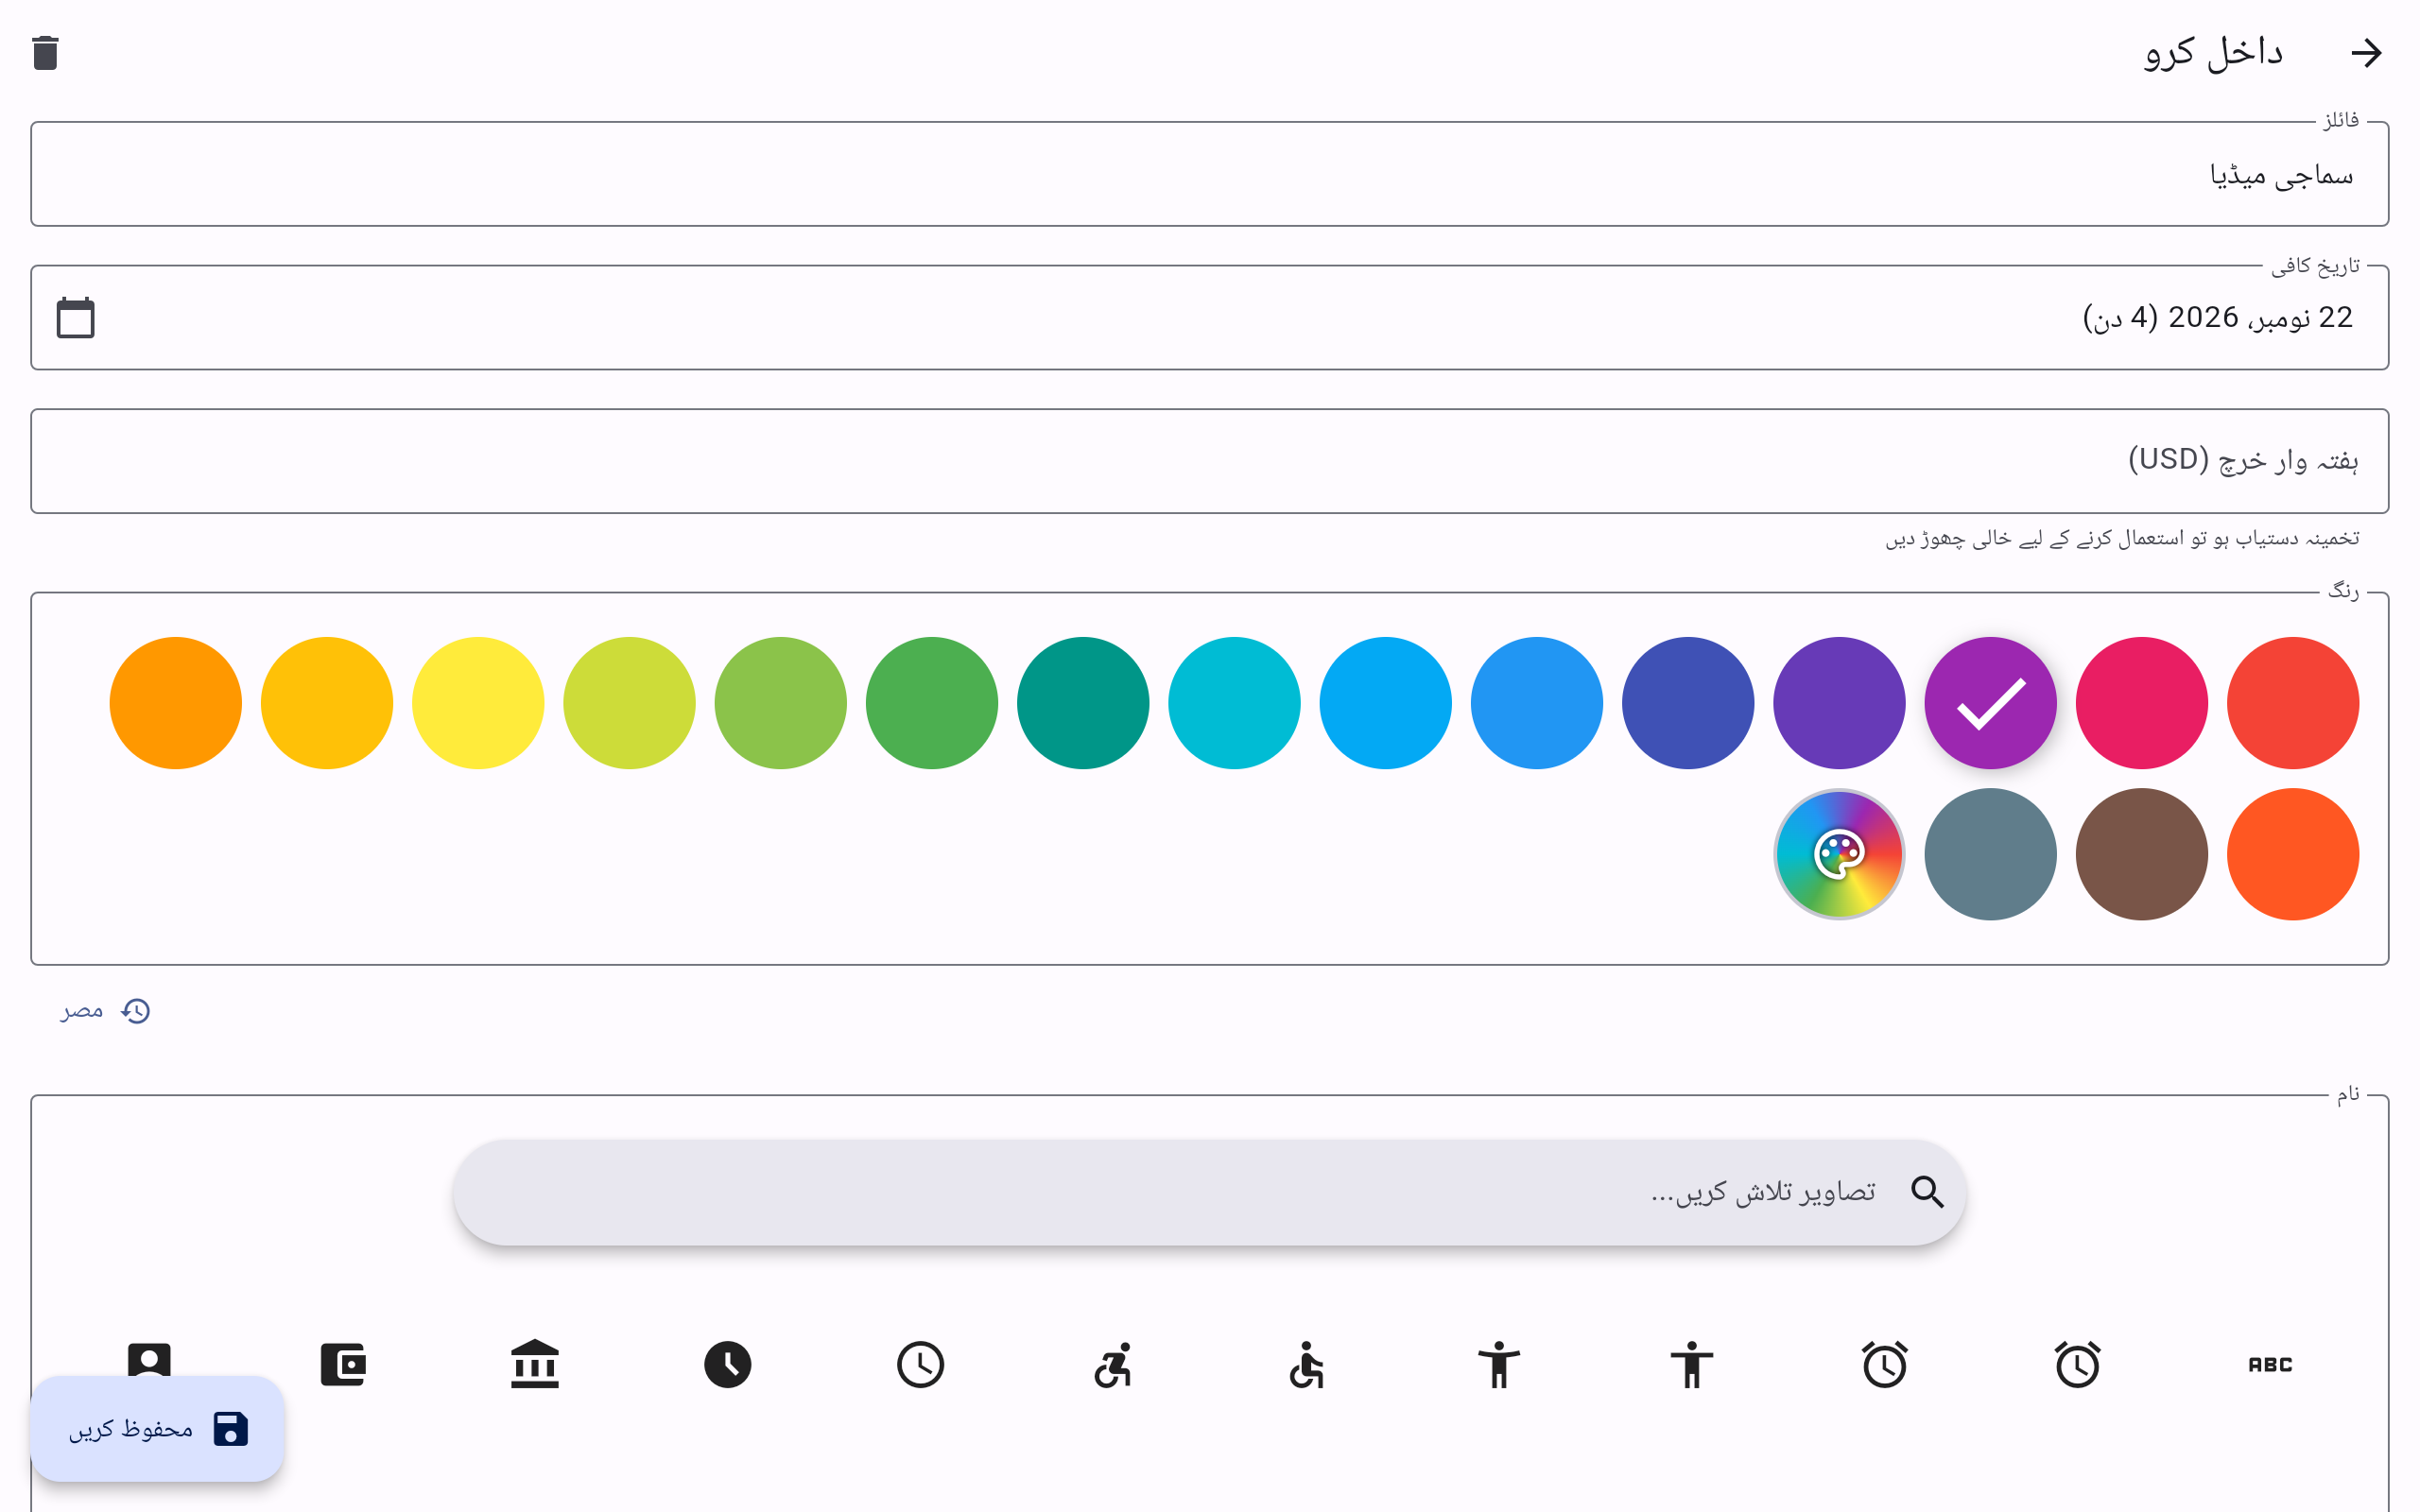 داخل کرو
فائلز
سماجی میڈیا
تاریخ کافی
22 نومبر، 2026 (4 دن)
ہفتہ وار خرچ (USD)
تخمینہ دستیاب ہو تو استعمال کرنے کے لیے خالی چھوڑ دیں
رنگ
مصر
نام
تصاویر تلاش کریں...
ABC
محفوظ کریں